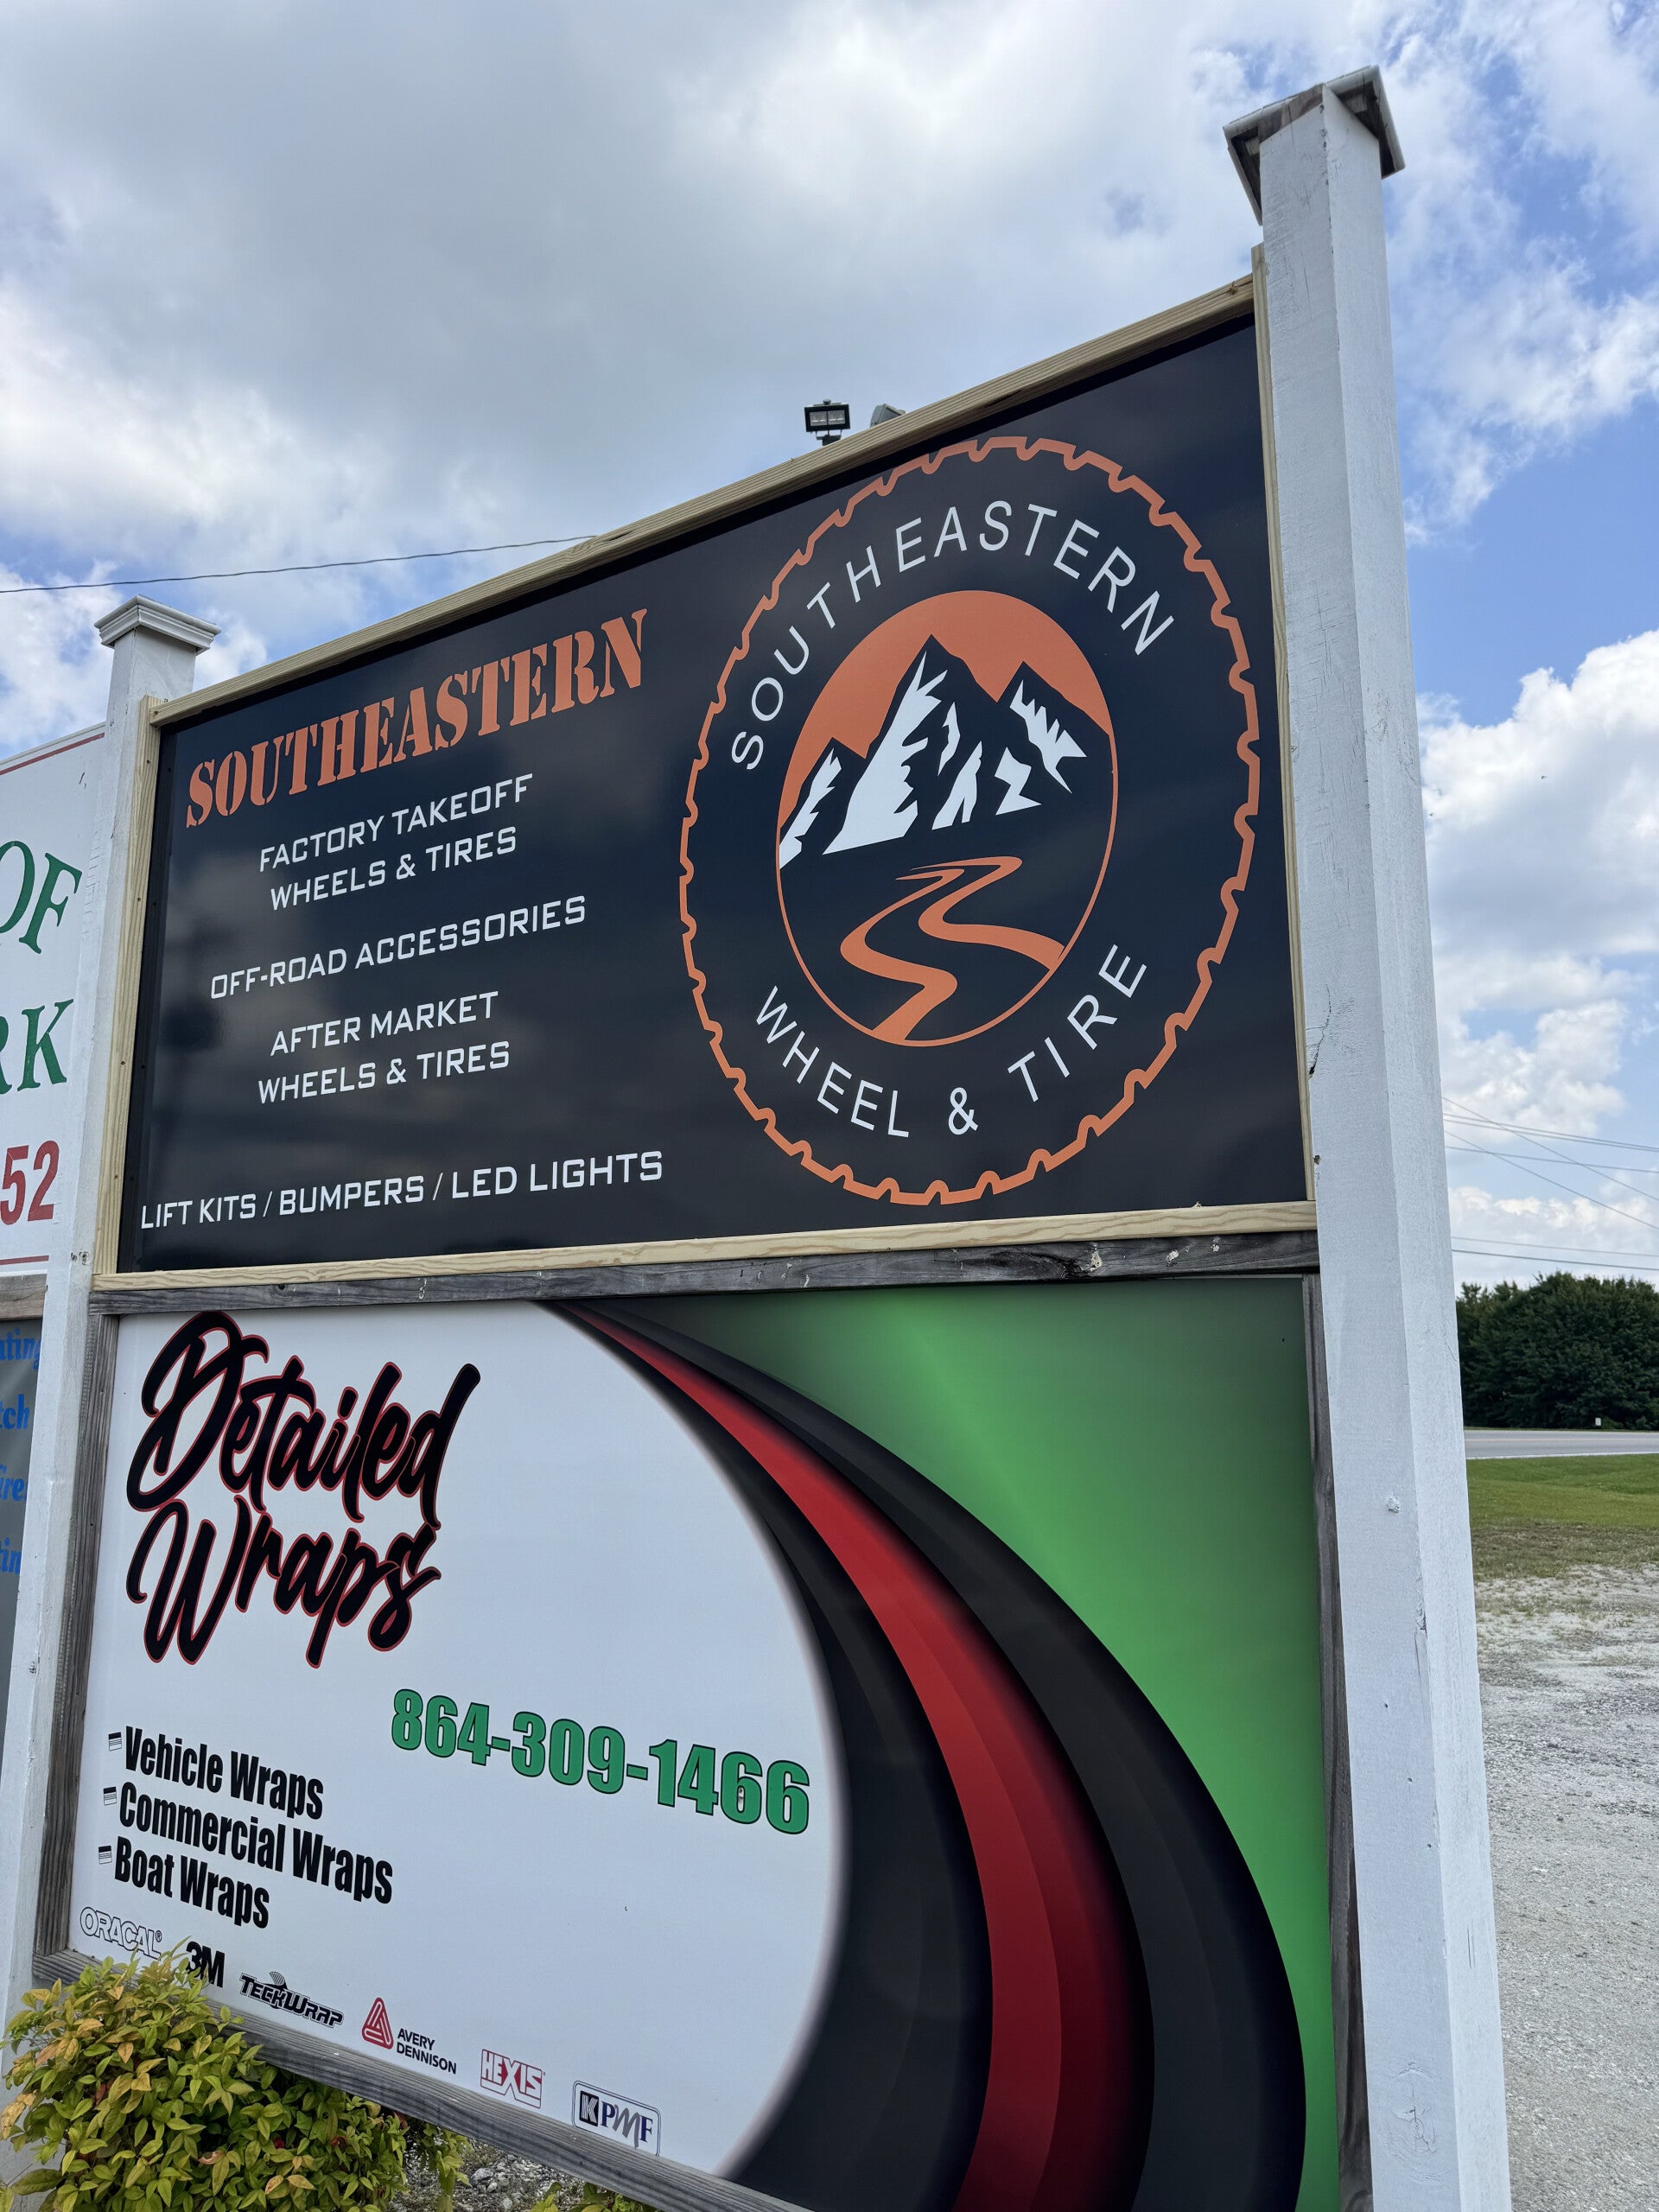 SOUTHEASTERN
FACTORY TAKEOFF
WHEELS & TIRES
OFF-ROAD ACCESSORIES
AFTER MARKET
WHEELS & TIRES
LIFT KITS / BUMPERS / LED LIGHTS
SOUTHEASTERN
WHEEL & TIRE
Detailed
Wraps
864-309-1466
Vehicle Wraps
Commercial Wraps
Boat Wraps
ORACAL®
3M
TECKWRAP
AVERY
DENNISON
HEXIS
KPMF
OF
RK
52